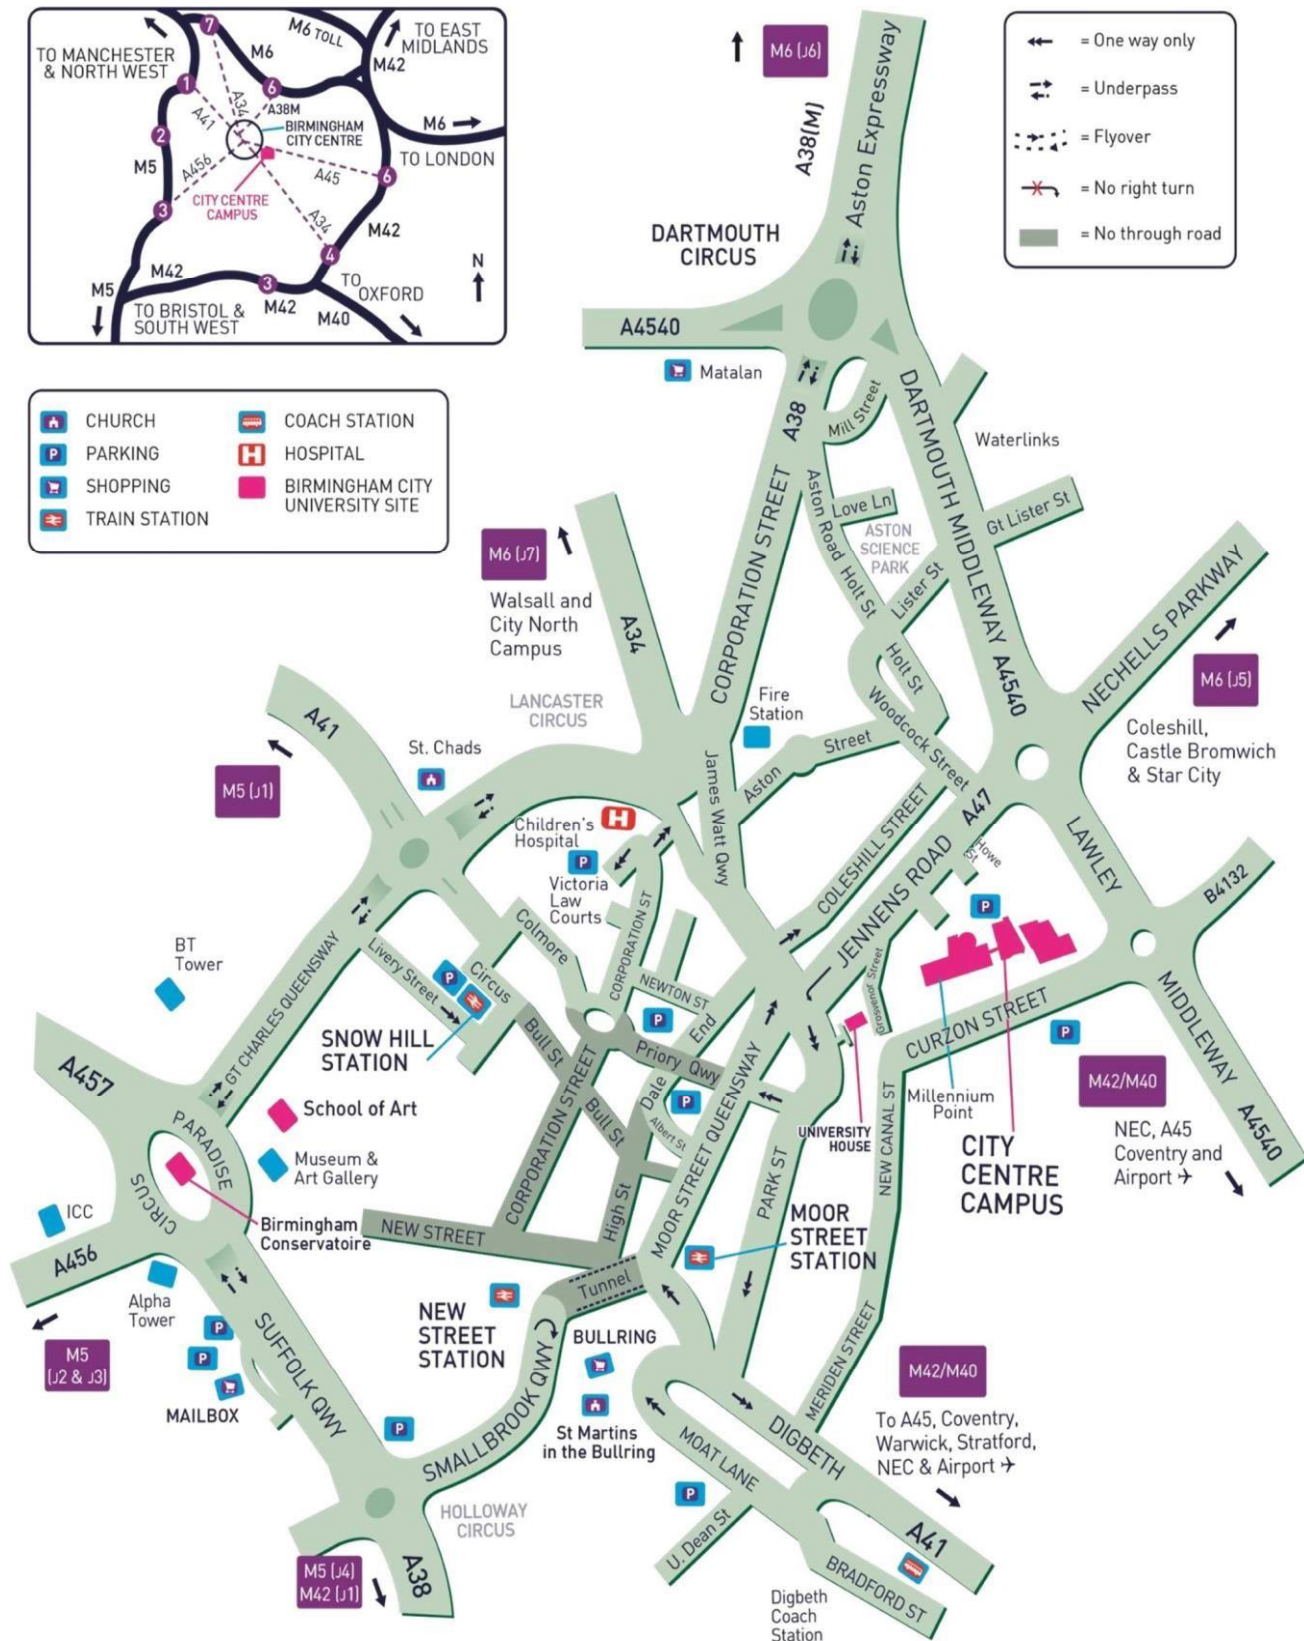 TO MANCHESTER
& NORTH WEST
7
M6 TOLL
TO EAST
MIDLANDS
M6
M42
1
6
A34
A38M
A41
BIRMINGHAM
CITY CENTRE
M6
2
TO LONDON
M5
A456
A45
6
CITY CENTRE
CAMPUS
3
A34
M42
4
N
M42
3
TO
OXFORD
M5
M42
TO BRISTOL &
SOUTH WEST
M40
= One way only
= Underpass
= Flyover
X
= No right turn
= No through road
CHURCH
P
PARKING
SHOPPING
TRAIN STATION
COACH STATION
H
HOSPITAL
BIRMINGHAM CITY
UNIVERSITY SITE
M6 (J6)
A38(M)
Aston Expressway
DARTMOUTH
CIRCUS
A4540
Matalan
A38
Mill Street
DARTMOUTH MIDDLEWAY A4540
Waterlinks
CORPORATION STREET
Aston Road
Love Ln
ASTON
SCIENCE
PARK
Gt Lister St
Lister St
Holt St
Holt St
M6 (J7)
Walsall and
City North
Campus
A34
NECHELLS PARKWAY
M6 (J5)
Coleshill,
Castle Bromwich
& Star City
LANCASTER
CIRCUS
Fire
Station
Woodcock Street
A41
M5 (J1)
St. Chads
James Watt Qwy
Aston
Street
COLESHILL STREET
A47
JENNENS ROAD
Howe
St
LAWLEY
MIDDLEWAY
A4540
B4132
Children's
Hospital
H
P
Victoria
Law
Courts
CORPORATION ST
Colmore
Circus
Livery Street
P
GT CHARLES QUEENSWAY
BT
Tower
SNOW HILL
STATION
NEWTON ST
P
Bull St
Priory Qwy
Dale
End
P
Albert St
Bull St
CORPORATION STREET
P
Grosvenor Street
CURZON STREET
P
Millennium
Point
UNIVERSITY
HOUSE
CITY
CENTRE
CAMPUS
M42/M40
NEC, A45
Coventry and
Airport
A457
PARADISE
CIRCUS
School of Art
Museum &
Art Gallery
ICC
A456
Birmingham
Conservatoire
NEW STREET
High St
MOOR STREET QUEENSWAY
PARK ST
NEW CANAL ST
MOOR
STREET
STATION
Tunnel
Alpha
Tower
M5
(J2 & J3)
P
P
MAILBOX
SUFFOLK QWY
NEW
STREET
STATION
BULLRING
St Martins
in the Bullring
SMALLBROOK QWY
P
HOLLOWAY
CIRCUS
M5 (J4)
M42 (J1)
A38
MERIDEN STREET
DIGBETH
MOAT LANE
P
U. Dean St
M42/M40
To A45, Coventry,
Warwick, Stratford,
NEC & Airport
A41
BRADFORD ST
Digbeth
Coach
Station